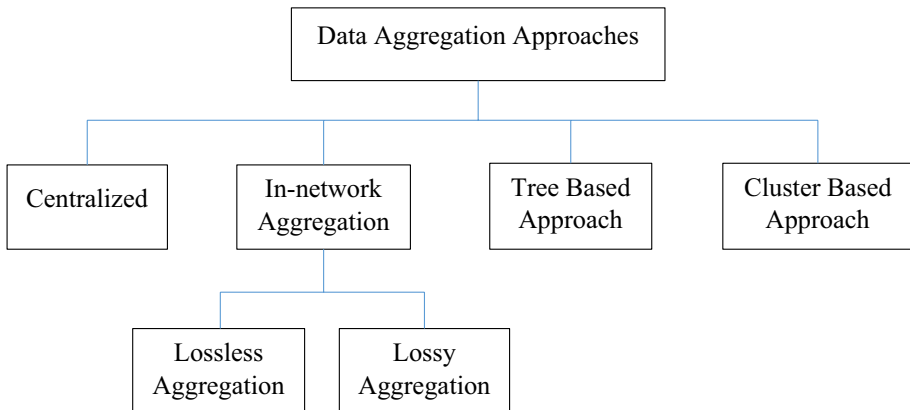 Data Aggregation Approaches
Centralized
In-network
Aggregation
Tree Based
Approach
Cluster Based
Approach
Lossless
Aggregation
Lossy
Aggregation